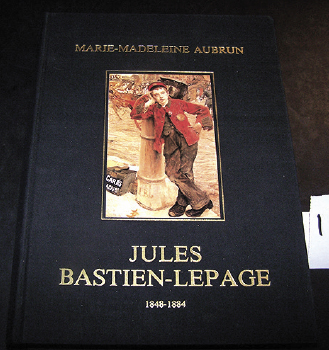 MARIE-MADELEINE AUBRUN
JULES
BASTIEN-LEPAGE
1848-1884
1